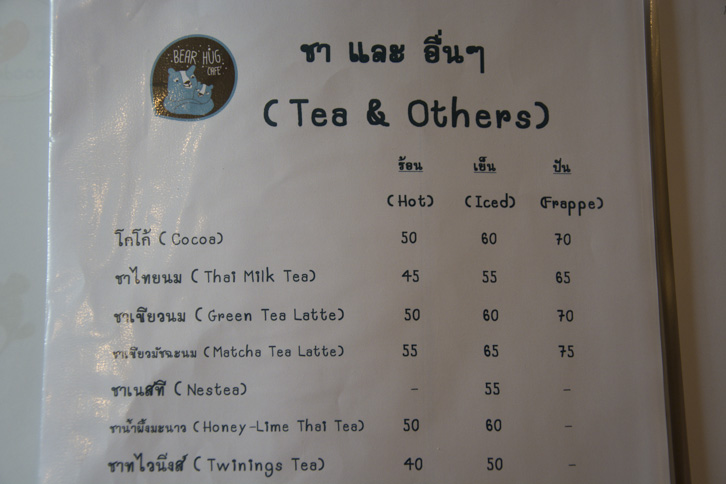 BEAR HUG
CAFE
ชา และ อื่นๆ
(Tea & Others)
ร้อน เย็น ปั่น
(Hot) (Iced) (Frappe)
โกโก้ (Cocoa) 50 60 70
ชาไทยนม (Thai Milk Tea) 45 55 65
ชาเขียวนม (Green Tea Latte) 50 60 70
ชาเขียวมัชฉะนม (Matcha Tea Latte) 55 65 75
ชาเนสที (Nestea) - 55 -
ชาน้ำผึ้งมะนาว (Honey-Lime Thai Tea) 50 60 -
ชาทไวนิงส์ (Twinings Tea) 40 50 -